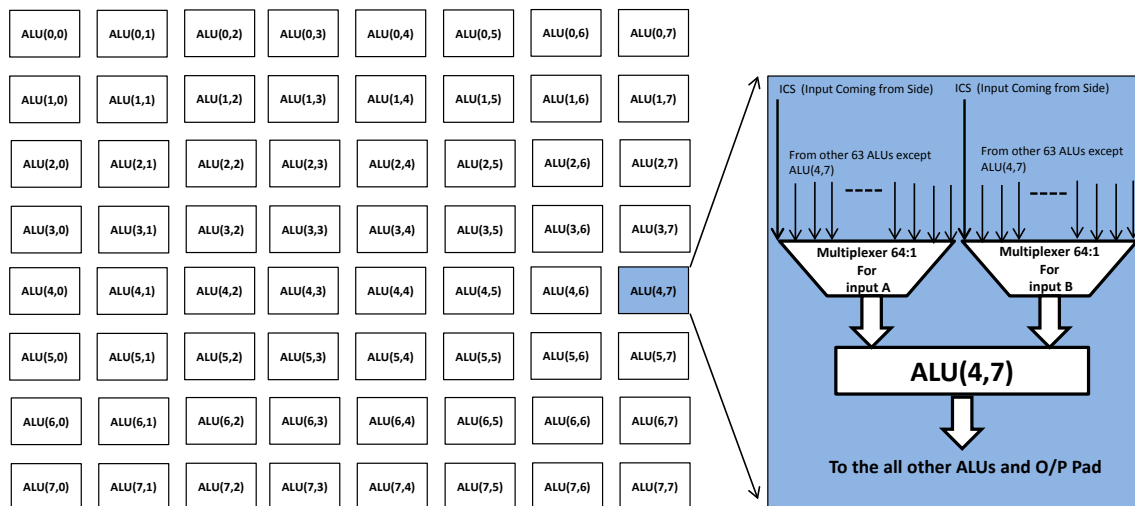 ALU(0,0) ALU(0,1) ALU(0,2) ALU(0,3) ALU(0,4) ALU(0,5) ALU(0,6) ALU(0,7)
ALU(1,0) ALU(1,1) ALU(1,2) ALU(1,3) ALU(1,4) ALU(1,5) ALU(1,6) ALU(1,7)
ALU(2,0) ALU(2,1) ALU(2,2) ALU(2,3) ALU(2,4) ALU(2,5) ALU(2,6) ALU(2,7)
ALU(3,0) ALU(3,1) ALU(3,2) ALU(3,3) ALU(3,4) ALU(3,5) ALU(3,6) ALU(3,7)
ALU(4,0) ALU(4,1) ALU(4,2) ALU(4,3) ALU(4,4) ALU(4,5) ALU(4,6) ALU(4,7)
ALU(5,0) ALU(5,1) ALU(5,2) ALU(5,3) ALU(5,4) ALU(5,5) ALU(5,6) ALU(5,7)
ALU(6,0) ALU(6,1) ALU(6,2) ALU(6,3) ALU(6,4) ALU(6,5) ALU(6,6) ALU(6,7)
ALU(7,0) ALU(7,1) ALU(7,2) ALU(7,3) ALU(7,4) ALU(7,5) ALU(7,6) ALU(7,7)
ICS (Input Coming from Side)
ICS (Input Coming from Side)
From other 63 ALUs except
ALU(4,7)
From other 63 ALUs except
ALU(4,7)
Multiplexer 64:1
For
input A
Multiplexer 64:1
For
input B
ALU(4,7)
To the all other ALUs and O/P Pad